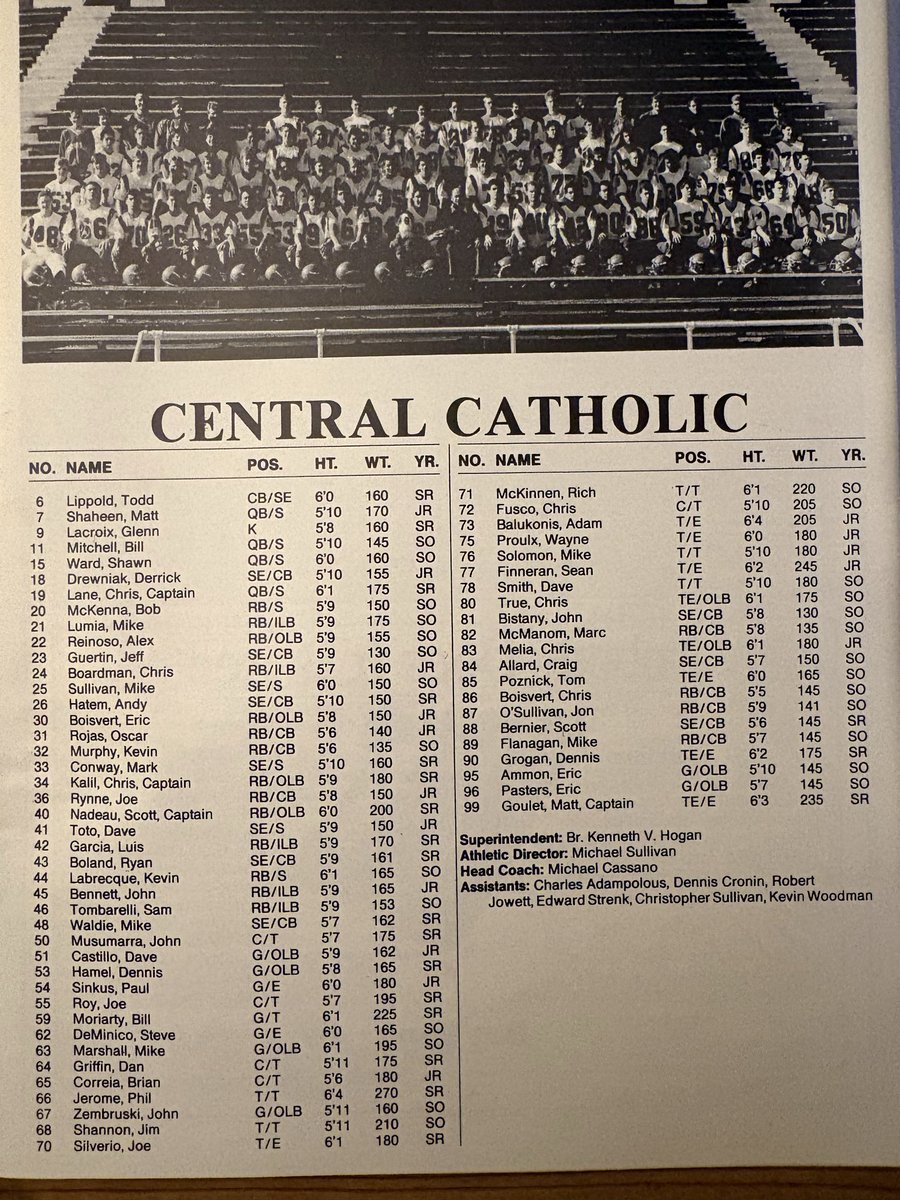 CENTRAL CATHOLIC
NO. NAME POS. HT. WT. YR.
6 Lippold, Todd CB/SE 6'0 160 SR
7 Shaheen, Matt QB/S 5'10 170 JR
9 Lacroix, Glenn K 5'8 160 SR
11 Mitchell, Bill QB/S 5'10 145 SO
15 Ward, Shawn QB/S 6'0 160 SO
18 Drewniak, Derrick SE/CB 5'10 155 JR
19 Lane, Chris, Captain QB/S 6'1 175 SR
20 McKenna, Bob RB/S 5'9 150 SO
21 Lumia, Mike RB/ILB 5'9 175 SO
22 Reinoso, Alex RB/OLB 5'9 155 SO
23 Guertin, Jeff SE/CB 5'9 130 SO
24 Boardman, Chris RB/ILB 5'7 160 JR
25 Sullivan, Mike SE/S 6'0 150 SO
26 Hatem, Andy SE/CB 5'10 150 SR
30 Boisvert, Eric RB/OLB 5'8 150 JR
31 Rojas, Oscar RB/CB 5'6 140 JR
32 Murphy, Kevin RB/CB 5'6 135 SO
33 Conway, Mark SE/S 5'10 160 SR
34 Kalil, Chris, Captain RB/OLB 5'9 180 SR
36 Rynne, Joe RB/CB 5'8 150 JR
40 Nadeau, Scott, Captain RB/OLB 6'0 200 SR
41 Toto, Dave SE/S 5'9 150 JR
42 Garcia, Luis RB/ILB 5'9 170 SR
43 Boland, Ryan SE/CB 5'9 161 SR
44 Labrecque, Kevin RB/S 6'1 165 SO
45 Bennett, John RB/ILB 5'9 165 JR
46 Tombarelli, Sam RB/ILB 5'9 153 SO
48 Waldie, Mike SE/CB 5'7 162 SR
50 Musumarra, John C/T 5'7 175 SR
51 Castillo, Dave G/OLB 5'9 162 JR
53 Hamel, Dennis G/OLB 5'8 165 SR
54 Sinkus, Paul G/E 6'0 180 JR
55 Roy, Joe C/T 5'7 195 SR
59 Moriarty, Bill G/T 6'1 225 SR
62 DeMinico, Steve G/E 6'0 165 SO
63 Marshall, Mike G/OLB 6'1 195 SO
64 Griffin, Dan C/T 5'11 175 SR
65 Correia, Brian C/T 5'6 180 JR
66 Jerome, Phil T/T 6'4 270 SR
67 Zembruski, John G/OLB 5'11 160 SO
68 Shannon, Jim T/T 5'11 210 SO
70 Silverio, Joe T/E 6'1 180 SR
NO. NAME POS. HT. WT. YR.
71 McKinnen, Rich T/T 6'1 220 SO
72 Fusco, Chris C/T 5'10 205 SO
73 Balukonis, Adam T/E 6'4 205 JR
75 Proulx, Wayne T/E 6'0 180 JR
76 Solomon, Mike T/T 5'10 180 JR
77 Finneran, Sean T/E 6'2 245 JR
78 Smith, Dave T/T 5'10 180 SO
80 True, Chris TE/OLB 6'1 175 SO
81 Bistany, John SE/CB 5'8 130 SO
82 McManom, Marc RB/CB 5'8 135 SO
83 Melia, Chris TE/OLB 6'1 180 JR
84 Allard, Craig SE/CB 5'7 150 SO
85 Poznick, Tom TE/E 6'0 165 SO
86 Boisvert, Chris RB/CB 5'5 145 SO
87 O'Sullivan, Jon RB/CB 5'9 141 SO
88 Bernier, Scott SE/CB 5'6 145 SR
89 Flanagan, Mike RB/CB 5'7 145 SO
90 Grogan, Dennis TE/E 6'2 175 SR
95 Ammon, Eric G/OLB 5'10 145 SO
96 Pasters, Eric G/OLB 5'7 145 SO
99 Goulet, Matt, Captain TE/E 6'3 235 SR
Superintendent: Br. Kenneth V. Hogan
Athletic Director: Michael Sullivan
Head Coach: Michael Cassano
Assistants: Charles Adampolous, Dennis Cronin, Robert
Jowett, Edward Strenk, Christopher Sullivan, Kevin Woodman